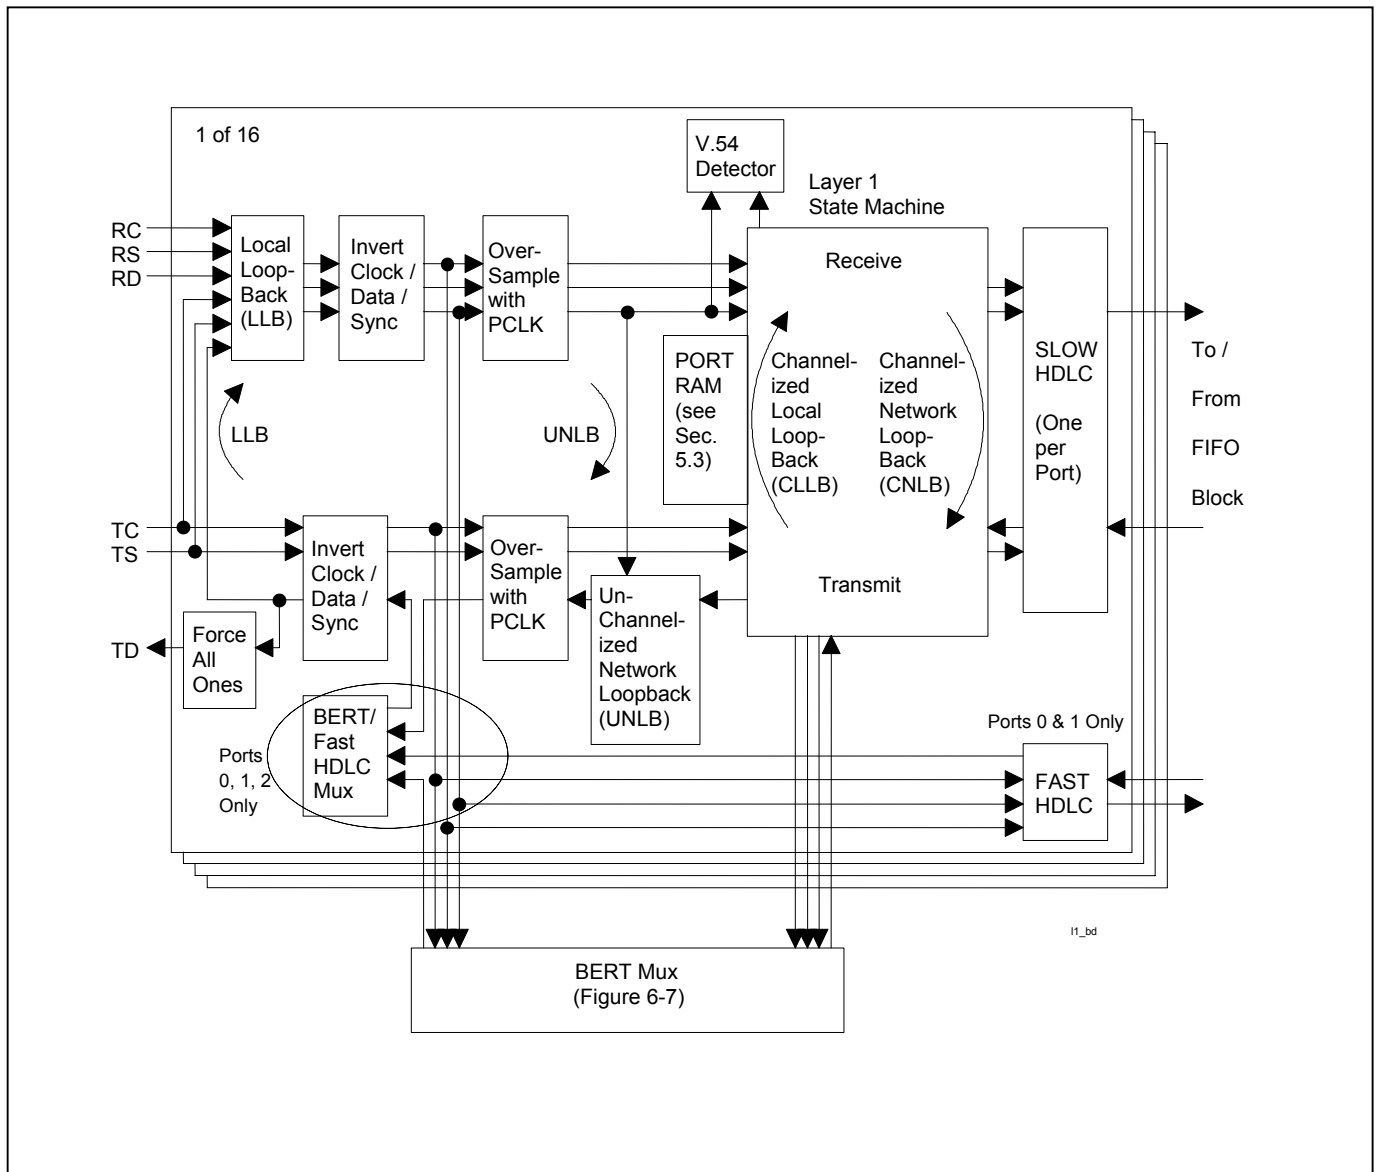 1 of 16
V.54
Detector
Layer 1
State Machine
RC
RS
RD
Local
Loop-
Back
(LLB)
Invert
Clock /
Data /
Sync
Over-
Sample
with
PCLK
Receive
PORT
RAM
(see
Sec.
5.3)
Channel-
ized
Local
Loop-
Back
(CLLB)
Channel-
ized
Network
Loop-
Back
(CNLB)
SLOW
HDLC
(One
per
Port)
To /
From
FIFO
Block
LLB
UNLB
TC
TS
TD
Invert
Clock /
Data /
Sync
Over-
Sample
with
PCLK
Un-
Channel-
ized
Network
Loopback
(UNLB)
Transmit
Force
All
Ones
BERT/
Fast
HDLC
Mux
Ports
0, 1, 2
Only
Ports 0 & 1 Only
FAST
HDLC
l1_bd
BERT Mux
(Figure 6-7)